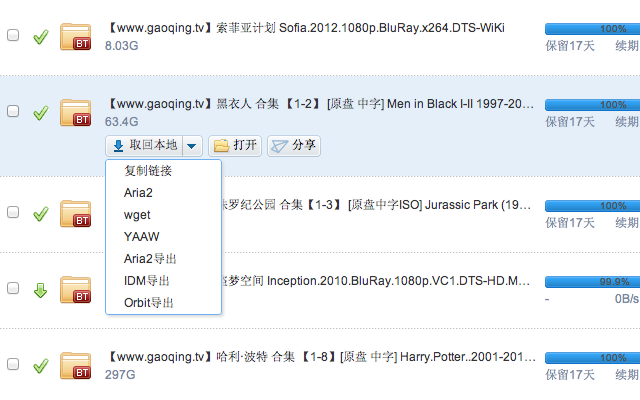 【www.gaoqing.tv】索菲亚计划 Sofia.2012.1080p.BluRay.x264.DTS-WiKi
100%
BT
8.03G
保留17天 续期
【www.gaoqing.tv】黑衣人 合集 【1-2】 [原盘 中字] Men in Black I-II 1997-20...
100%
BT
63.4G
保留17天 续期
取回本地
打开
分享
复制链接
Aria2
wget
YAAW
Aria2导出
IDM导出
Orbit导出
朱罗纪公园 合集【1-3】 [原盘中字ISO] Jurassic Park (19...
100%
BT
保留17天 续期
盗梦空间 Inception.2010.BluRay.1080p.VC1.DTS-HD.M...
99.9%
BT
- 0B/s
【www.gaoqing.tv】哈利·波特 合集 【1-8】[原盘 中字] Harry.Potter..2001-201...
100%
BT
297G
保留17天 续期